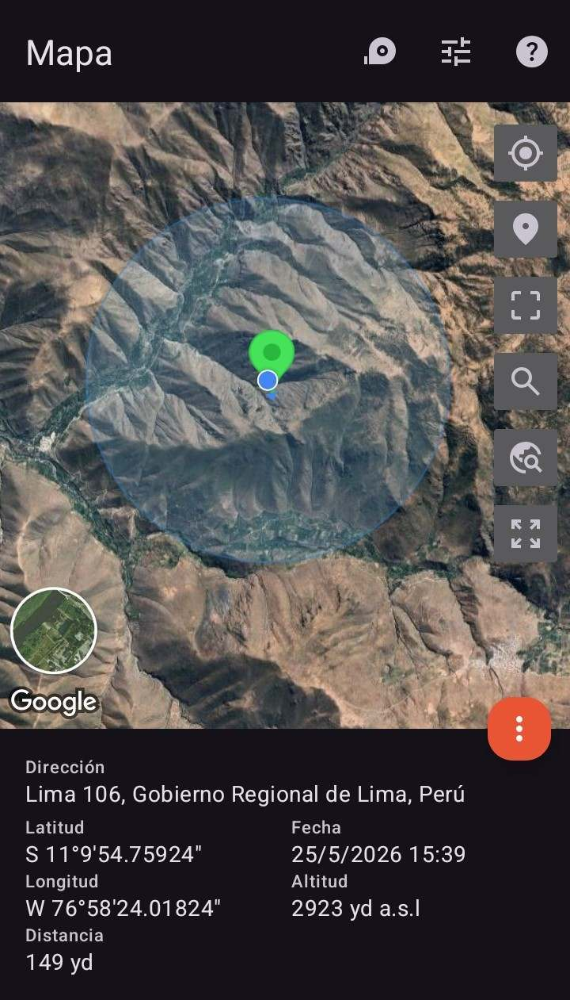 Mapa
?
Google
Dirección
Lima 106, Gobierno Regional de Lima, Perú
Latitud
S 11°9'54.75924"
Fecha
25/5/2026 15:39
Longitud
W 76°58'24.01824"
Altitud
2923 yd a.s.l
Distancia
149 yd